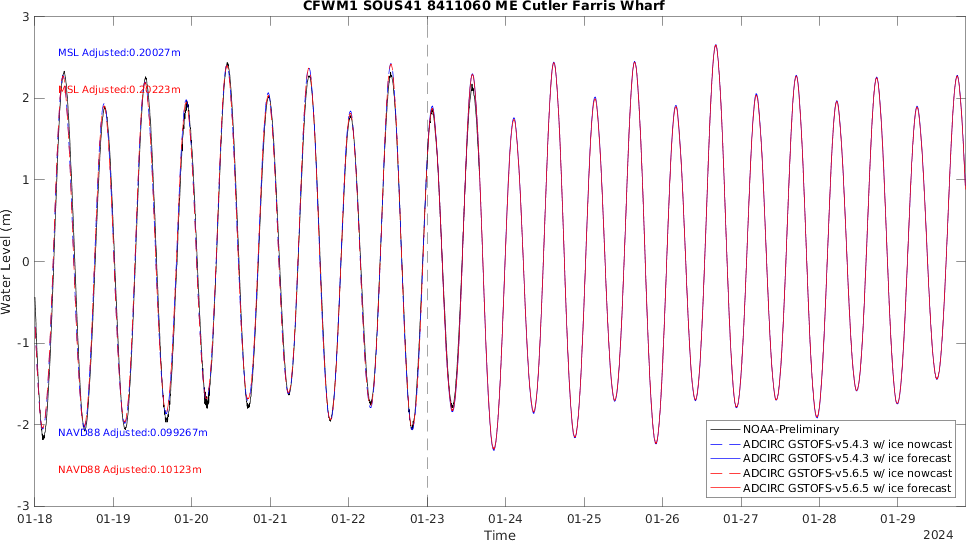 CFWM1 SOUS41 8411060 ME Cutler Farris Wharf
3
2
1
0
-1
-2
-3
Water Level (m)
MSL Adjusted:0.20027m
MSL Adjusted:0.20223m
NAVD88 Adjusted:0.099267m
NAVD88 Adjusted:0.10123m
NOAA-Preliminary
ADCIRC GSTOFS-v5.4.3 w/ ice nowcast
ADCIRC GSTOFS-v5.4.3 w/ ice forecast
ADCIRC GSTOFS-v5.6.5 w/ ice nowcast
ADCIRC GSTOFS-v5.6.5 w/ ice forecast
01-18 01-19 01-20 01-21 01-22 01-23 01-24 01-25 01-26 01-27 01-28 01-29
Time
2024